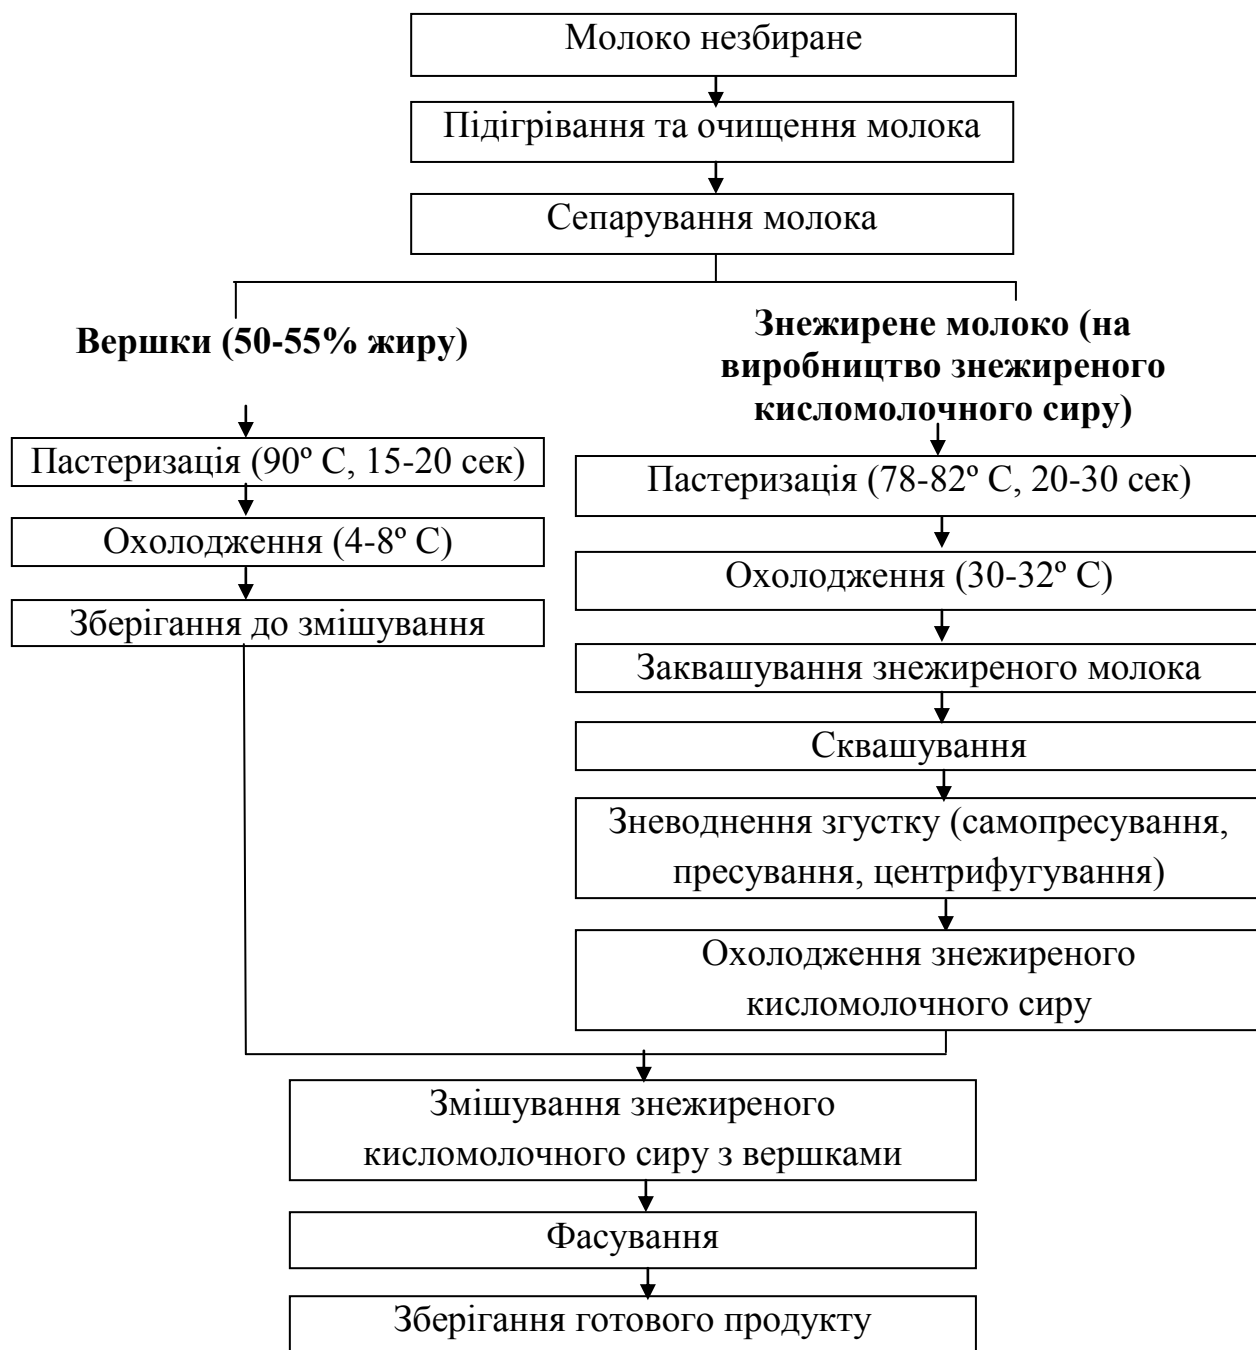 Молоко незбиране
Підігрівання та очищення молока
Сепарування молока
Вершки (50-55% жиру)
Пастеризація (90º С, 15-20 сек)
Охолодження (4-8º С)
Зберігання до змішування
Знежирене молоко (на
виробництво знежиреного
кисломолочного сиру)
Пастеризація (78-82º С, 20-30 сек)
Охолодження (30-32º С)
Заквашування знежиреного молока
Сквашування
Зневоднення згустку (самопресування,
пресування, центрифугування)
Охолодження знежиреного
кисломолочного сиру
Змішування знежиреного
кисломолочного сиру з вершками
Фасування
Зберігання готового продукту